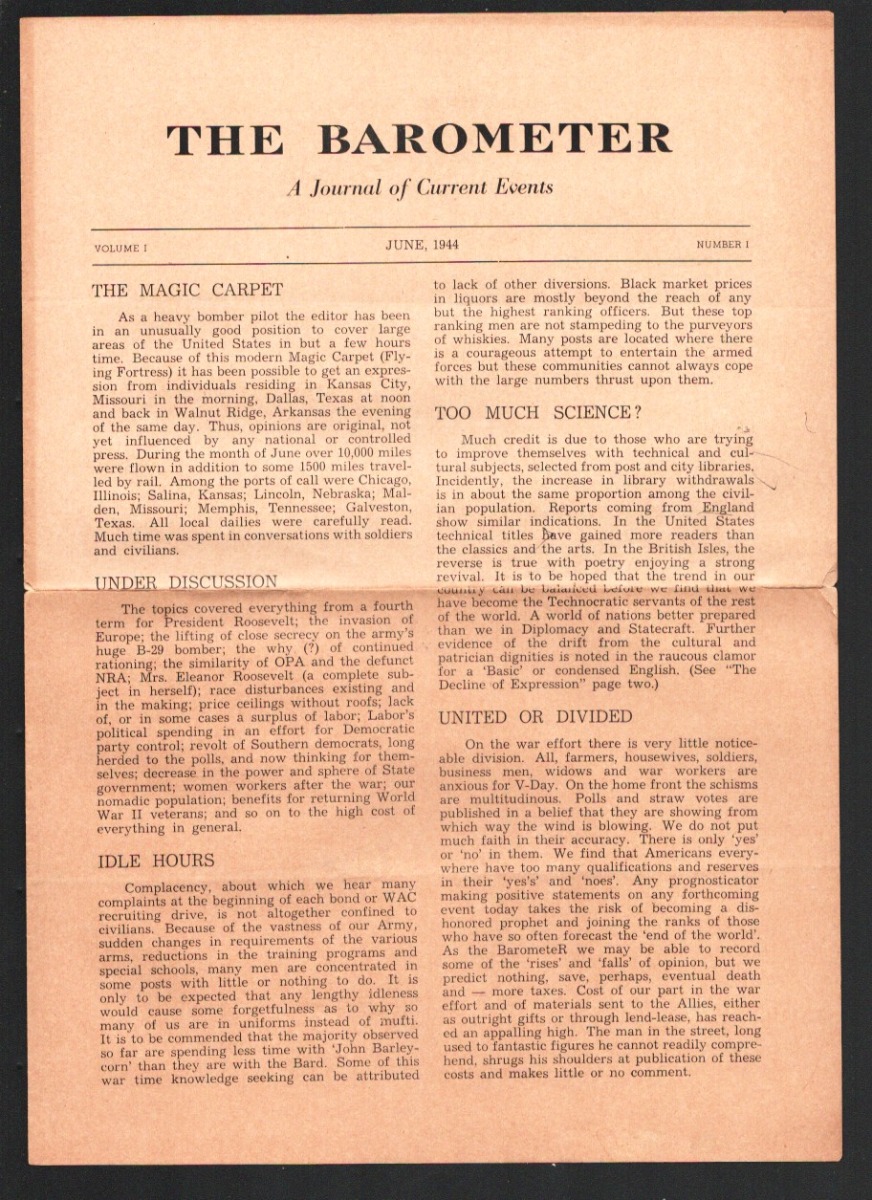 THE BAROMETER
A Journal of Current Events
VOLUME I
JUNE, 1944
NUMBER 1
THE MAGIC CARPET
As a heavy bomber pilot the editor has been
in an unusually good position to cover large
areas of the United States in but a few hours
time. Because of this modern Magic Carpet (Fly-
ing Fortress) it has been possible to get an expres-
sion from individuals residing in Kansas City,
Missouri in the morning, Dallas, Texas at noon
and back in Walnut Ridge, Arkansas the evening
of the same day. Thus, opinions are original, not
yet influenced by any national or controlled
press. During the month of June over 10,000 miles
were flown in addition to some 1500 miles travel-
led by rail. Among the ports of call were Chicago,
Illinois; Salina, Kansas; Lincoln, Nebraska; Mal-
den, Missouri; Memphis, Tennessee; Galveston,
Texas. All local dailies were carefully read.
Much time was spent in conversations with soldiers
and civilians.
UNDER DISCUSSION
The topics covered everything from a fourth
term for President Roosevelt; the invasion of
Europe; the lifting of close secrecy on the army's
huge B-29 bomber; the why (?) of continued
rationing; the similarity of OPA and the defunct
NRA; Mrs. Eleanor Roosevelt (a complete sub-
ject in herself); race disturbances existing and
in the making; price ceilings without roofs; lack
of, or in some cases a surplus of labor; Labor's
political spending in an effort for Democratic
party control; revolt of Southern democrats, long
herded to the polls, and now thinking for them-
selves; decrease in the power and sphere of State
government; women workers after the war; our
nomadic population; benefits for returning World
War II veterans; and so on to the high cost of
everything in general.
IDLE HOURS
Complacency, about which we hear many
complaints at the beginning of each bond or WAC
recruiting drive, is not altogether confined to
civilians. Because of the vastness of our Army,
sudden changes in requirements of the various
arms, reductions in the training programs and
special schools, many men are concentrated in
some posts with little or nothing to do. It is
only to be expected that any lengthy idleness
would cause some forgetfulness as to why so
many of us are in uniforms instead of mufti.
It is to be commended that the majority observed
so far are spending less time with 'John Barley-
corn' than they are with the Bard. Some of this
war time knowledge seeking can be attributed
to lack of other diversions. Black market prices
in liquors are mostly beyond the reach of any
but the highest ranking officers. But these top
ranking men are not stampeding to the purveyors
of whiskies. Many posts are located where there
is a courageous attempt to entertain the armed
forces but these communities cannot always cope
with the large numbers thrust upon them.
TOO MUCH SCIENCE?
Much credit is due to those who are trying
to improve themselves with technical and cul-
tural subjects, selected from post and city libraries.
Incidently, the increase in library withdrawals
is in about the same proportion among the civil-
ian population. Reports coming from England
show similar indications. In the United States
technical titles have gained more readers than
the classics and the arts. In the British Isles, the
reverse is true with poetry enjoying a strong
revival. It is to be hoped that the trend in our
country can be balanced before we find that we
have become the Technocratic servants of the rest
of the world. A world of nations better prepared
than we in Diplomacy and Statecraft. Further
evidence of the drift from the cultural and
patrician dignities is noted in the raucous clamor
for a 'Basic' or condensed English. (See "The
Decline of Expression" page two.)
UNITED OR DIVIDED
On the war effort there is very little notice-
able division. All, farmers, housewives, soldiers,
business men, widows and war workers are
anxious for V-Day. On the home front the schisms
are multitudinous. Polls and straw votes are
published in a belief that they are showing from
which way the wind is blowing. We do not put
much faith in their accuracy. There is only 'yes'
or 'no' in them. We find that Americans every-
where have too many qualifications and reserves
in their 'yes's' and 'noes'. Any prognosticator
making positive statements on any forthcoming
event today takes the risk of becoming a dis-
honored prophet and joining the ranks of those
who have so often forecast the 'end of the world'.
As the BarometeR we may be able to record
some of the 'rises' and 'falls' of opinion, but we
predict nothing, save, perhaps, eventual death
and — more taxes. Cost of our part in the war
effort and of materials sent to the Allies, either
as outright gifts or through lend-lease, has reach-
ed an appalling high. The man in the street, long
used to fantastic figures he cannot readily compre-
hend, shrugs his shoulders at publication of these
costs and makes little or no comment.